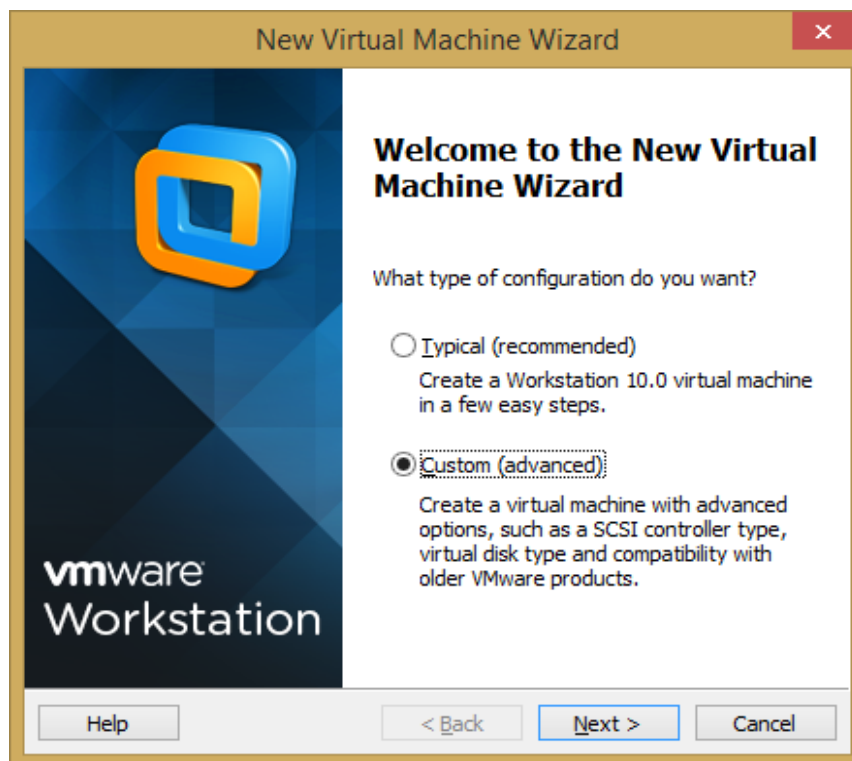 New Virtual Machine Wizard
Welcome to the New Virtual
Machine Wizard
What type of configuration do you want?
Typical (recommended)
Create a Workstation 10.0 virtual machine
in a few easy steps.
Custom (advanced)
Create a virtual machine with advanced
options, such as a SCSI controller type,
virtual disk type and compatibility with
older VMware products.
vmware
Workstation
Help
< Back
Next >
Cancel